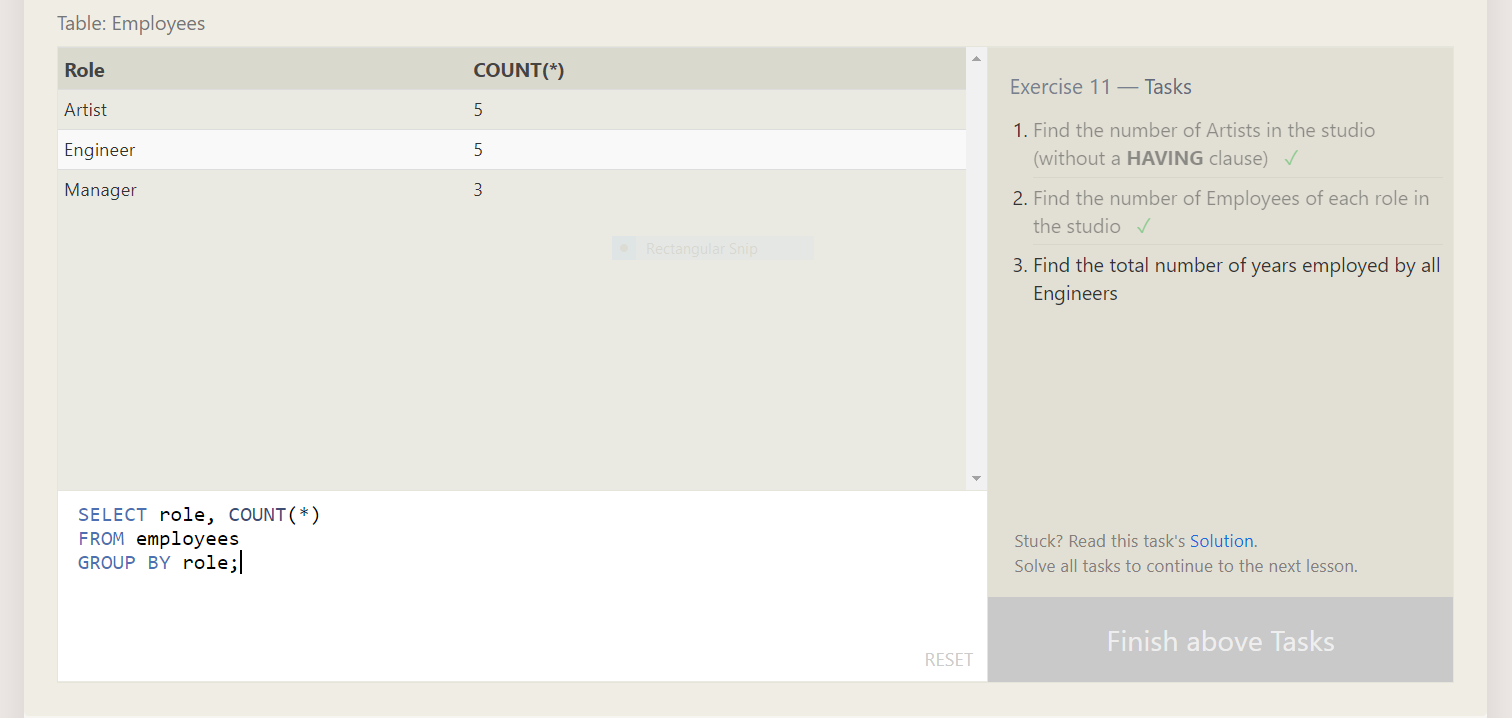 Table: Employees
Role COUNT(*)
Artist 5
Engineer 5
Manager 3
Rectangular Snip
SELECT role, COUNT(*)
FROM employees
GROUP BY role;
RESET
Exercise 11 — Tasks
1. Find the number of Artists in the studio
(without a HAVING clause) ✓
2. Find the number of Employees of each role in
the studio ✓
3. Find the total number of years employed by all
Engineers
Stuck? Read this task's Solution.
Solve all tasks to continue to the next lesson.
Finish above Tasks